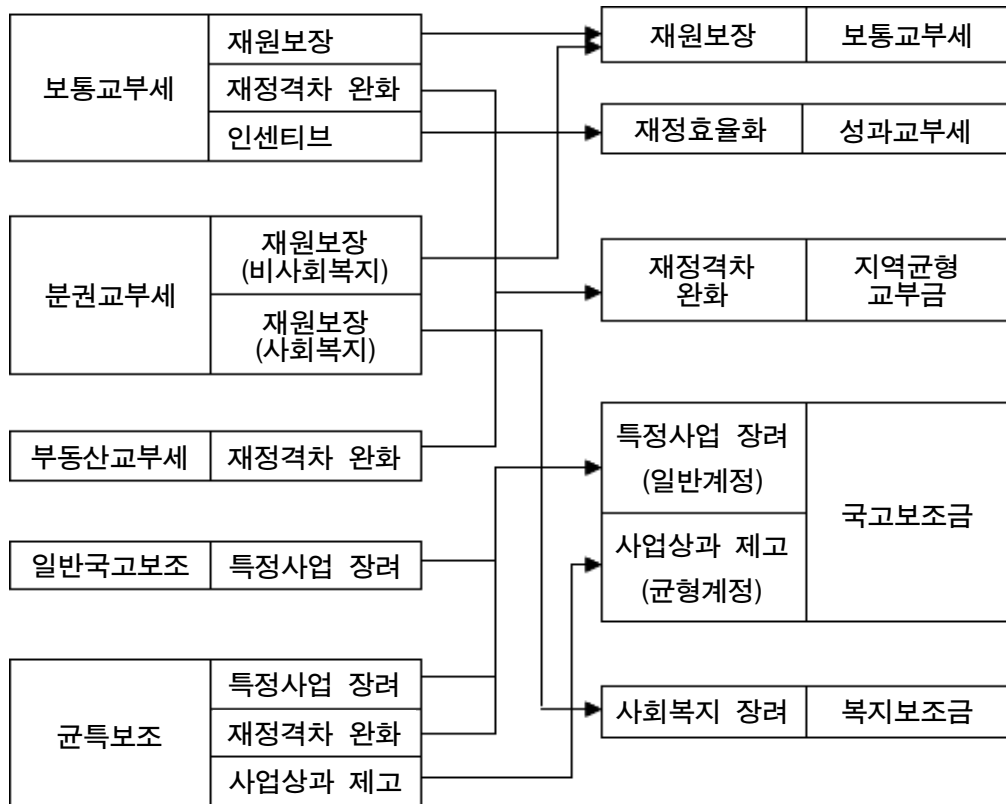 보통교부세
재원보장
재정격차 완화
인센티브
분권교부세
재원보장
(비사회복지)
재원보장
(사회복지)
부동산교부세
재정격차 완화
일반국고보조
특정사업 장려
균특보조
특정사업 장려
재정격차 완화
사업상과 제고
재원보장
보통교부세
재정효율화
성과교부세
재정격차
완화
지역균형
교부금
특정사업 장려
(일반계정)
사업상과 제고
(균형계정)
국고보조금
사회복지 장려
복지보조금